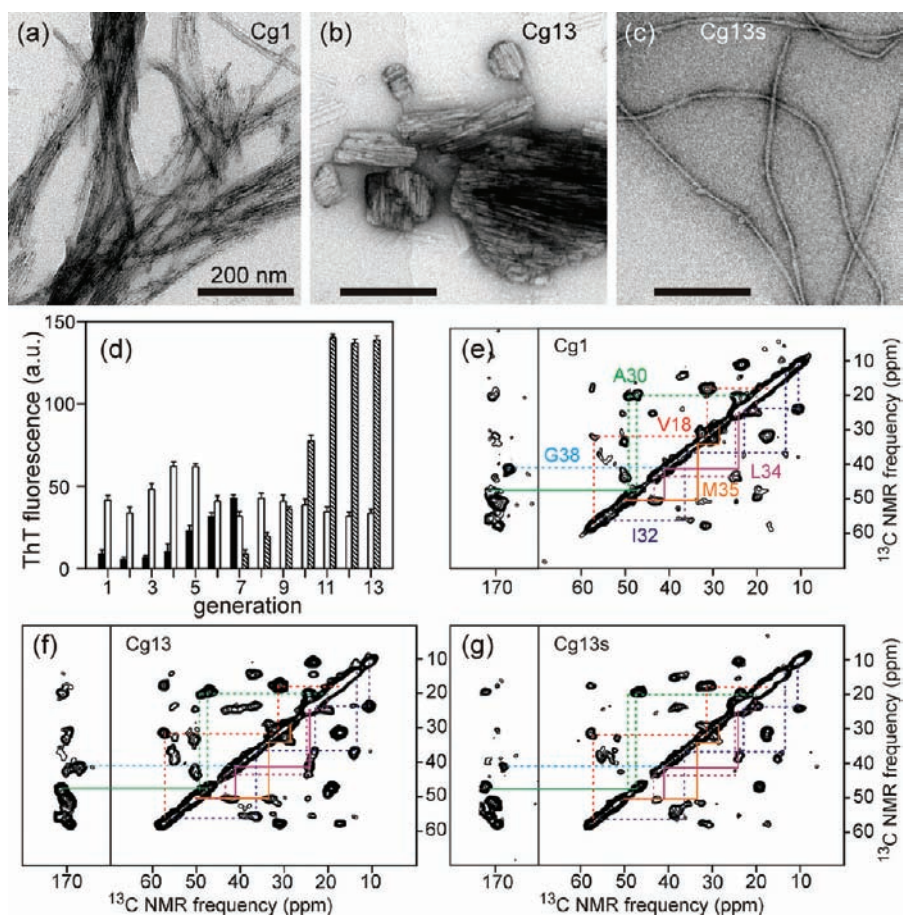 (a) Cg1
200 nm
(b) Cg13
(c) Cg13s
(d)
ThT fluorescence (a.u.)
150
100
50
0
1 3 5 7 9 11 13
generation
(e) Cg1
A30
V18
G38
L34
M35
I32
10
20
30
40
50
60
¹³C NMR frequency (ppm)
170 60 50 40 30 20 10
(f) Cg13
10
20
30
40
50
60
170 60 50 40 30 20 10
¹³C NMR frequency (ppm)
(g) Cg13s
10
20
30
40
50
60
¹³C NMR frequency (ppm)
170 60 50 40 30 20 10
¹³C NMR frequency (ppm)